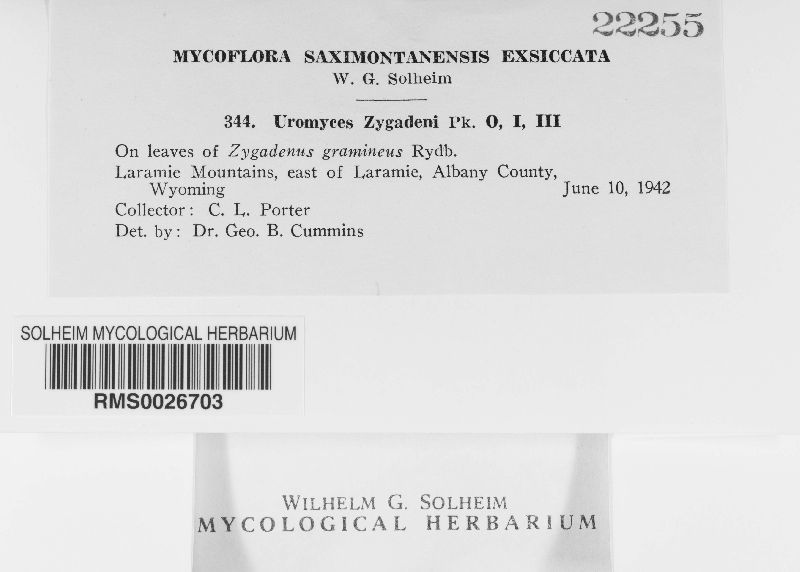 22255
MYCOFLORA SAXIMONTANENSIS EXSICCATA
W. G. Solheim
344. Uromyces Zygadeni Pk. O, I, III
On leaves of Zygadenus gramineus Rydb.
Laramie Mountains, east of Laramie, Albany County,
Wyoming June 10, 1942
Collector: C. L. Porter
Det. by: Dr. Geo. B. Cummins
SOLHEIM MYCOLOGICAL HERBARIUM
RMS0026703
WILHELM G. SOLHEIM
MYCOLOGICAL HERBARIUM